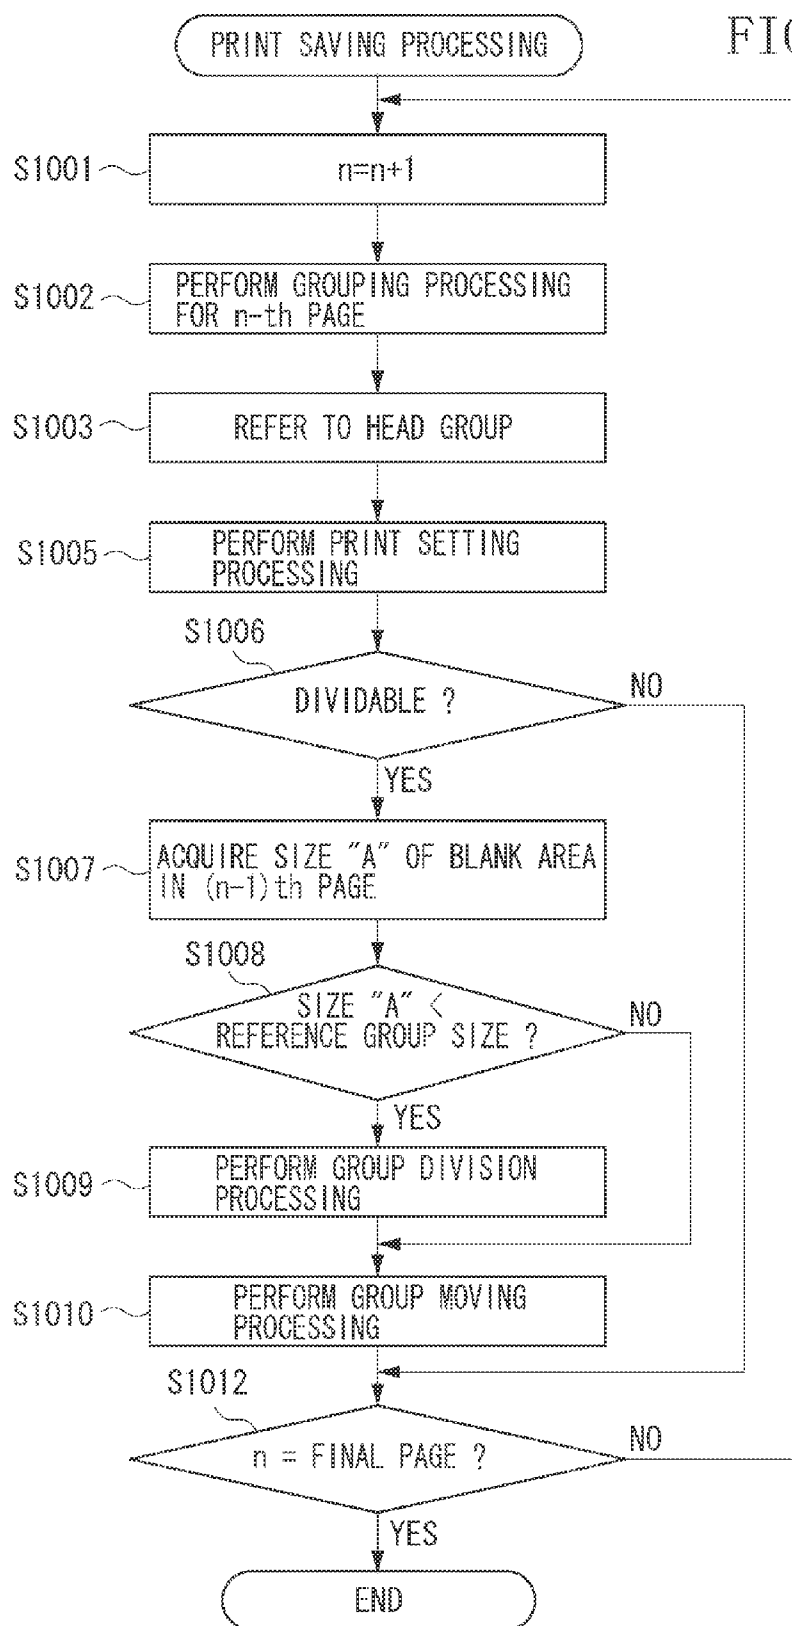 PRINT SAVING PROCESSING
FIG
S1001
n=n+1
S1002
PERFORM GROUPING PROCESSING
FOR n-th PAGE
S1003
REFER TO HEAD GROUP
S1005
PERFORM PRINT SETTING
PROCESSING
S1006
DIVIDABLE ?
NO
YES
S1007
ACQUIRE SIZE "A" OF BLANK AREA
IN (n-1)th PAGE
S1008
SIZE "A" <
REFERENCE GROUP SIZE ?
NO
YES
S1009
PERFORM GROUP DIVISION
PROCESSING
S1010
PERFORM GROUP MOVING
PROCESSING
S1012
n = FINAL PAGE ?
NO
YES
END